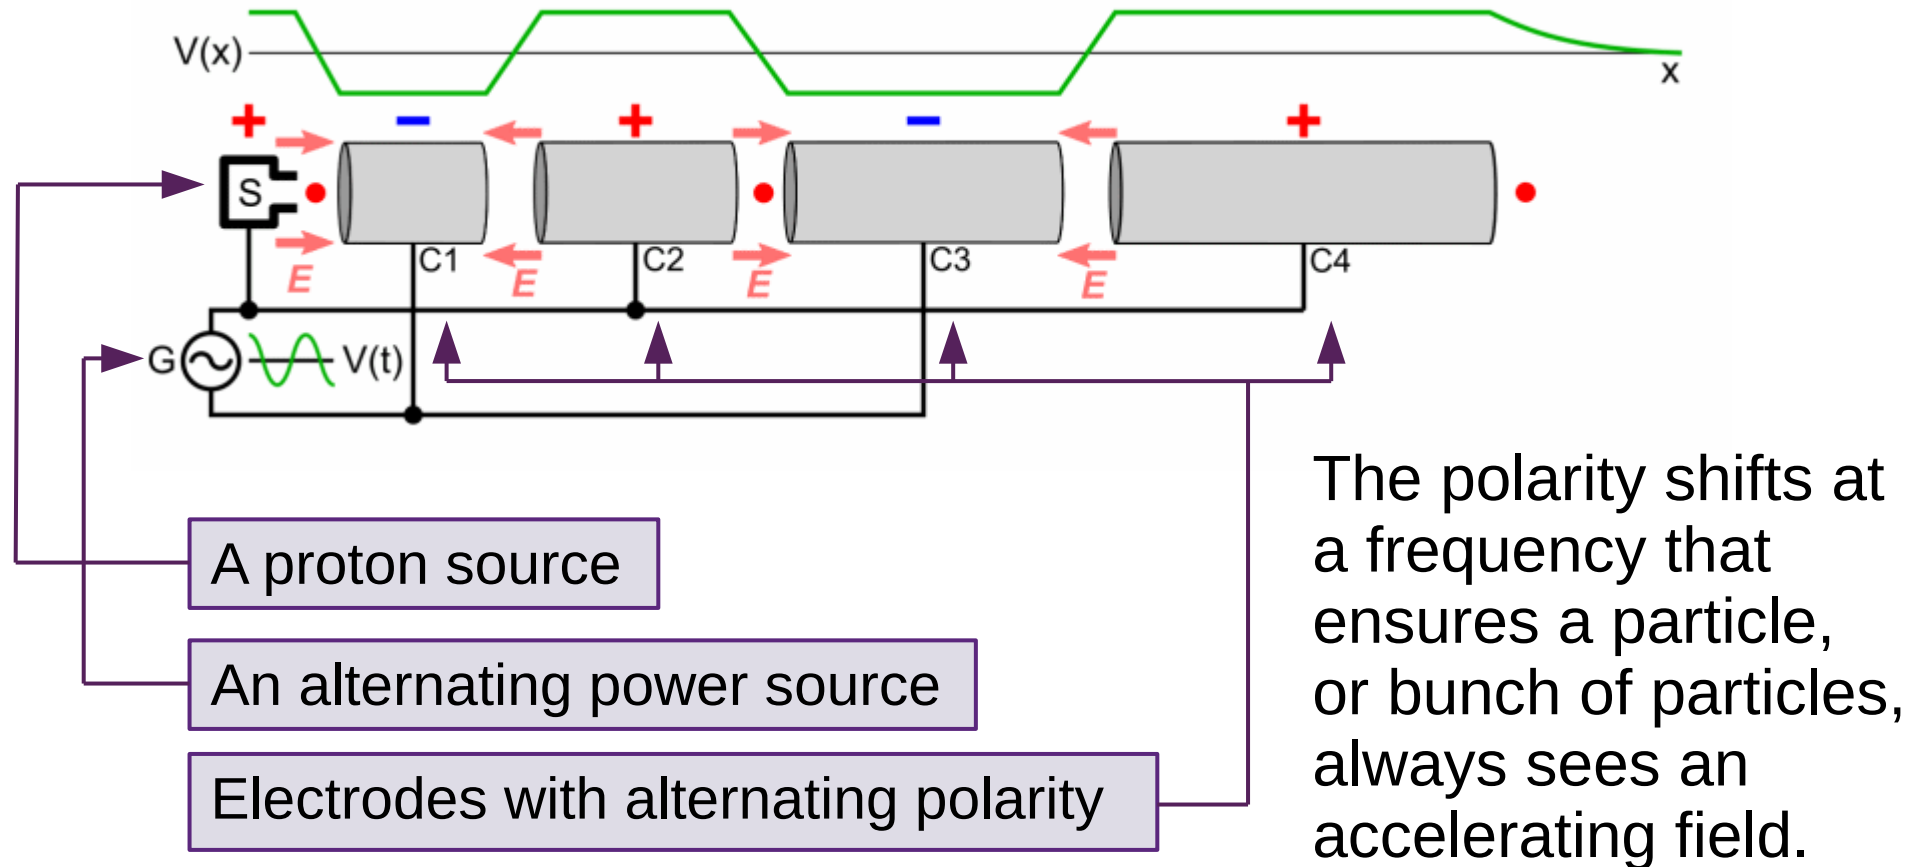 V(x)
x
+ − + − +
S
C1 C2 C3 C4
E E E E
G V(t)
A proton source
An alternating power source
Electrodes with alternating polarity
The polarity shifts at
a frequency that
ensures a particle,
or bunch of particles,
always sees an
accelerating field.